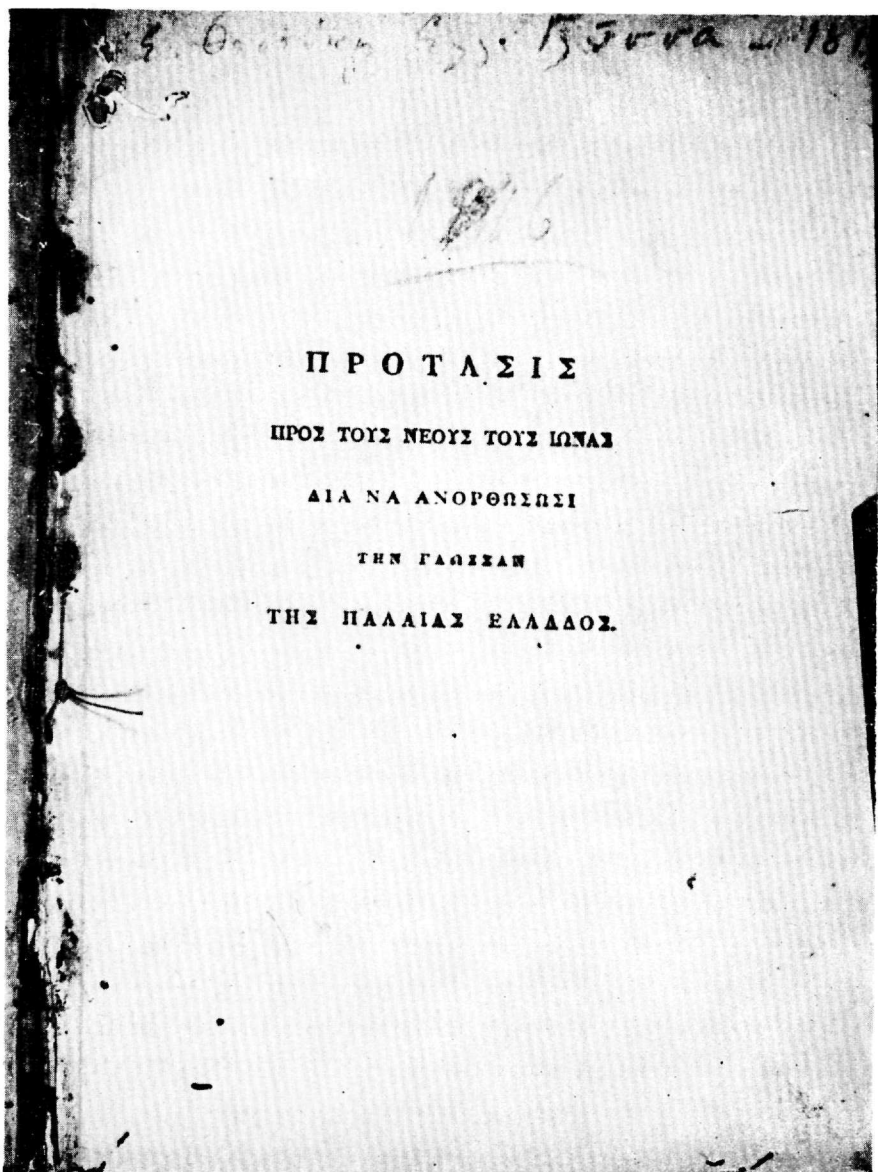 ΠΡΟΤΑΣΙΣ
ΠΡΟΣ ΤΟΥΣ ΝΕΟΥΣ ΤΟΥΣ ΙΩΝΑΣ
ΔΙΑ ΝΑ ΑΝΟΡΘΩΣΩΣΙ
ΤΗΝ ΓΛΩΣΣΑΝ
ΤΗΣ ΠΑΛΑΙΑΣ ΕΛΛΑΔΟΣ.